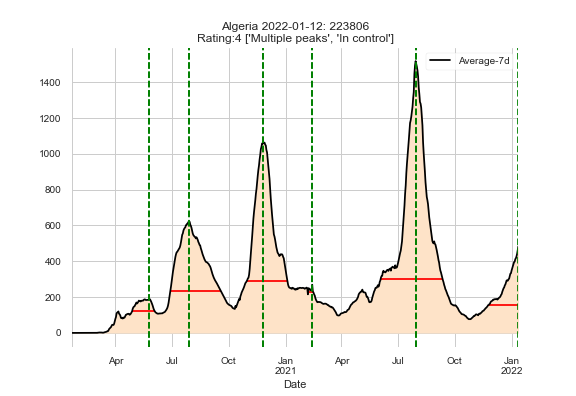 Algeria 2022-01-12: 223806
Rating:4 ['Multiple peaks', 'In control']
Average-7d
1400
1200
1000
800
600
400
200
0
Apr Jul Oct Jan Apr Jul Oct Jan
2021 2022
Date